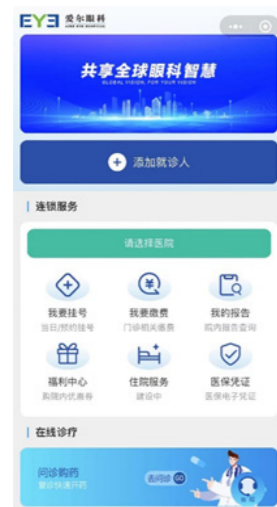 EYE 爱尔眼科
共享全球眼科智慧
GLOBAL VISION, FOR YOUR VISION
添加就诊人
连锁服务
请选择医院
我要挂号 我要缴费 我的报告
当日/预约挂号 门诊相关缴费 院内报告查询
福利中心 住院服务 医保凭证
购院内优惠券 建设中 医保电子凭证
在线诊疗
问诊购药
复诊快速开药
去问诊 GO